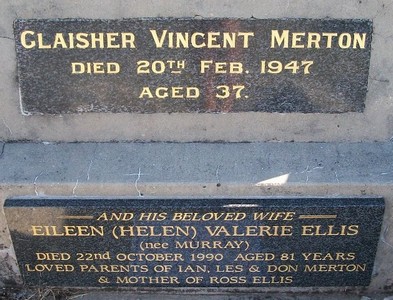 GLAISHER VINCENT MERTON
DIED 20TH FEB. 1947
AGED 37.
AND HIS BELOVED WIFE
EILEEN (HELEN) VALERIE ELLIS
(nee MURRAY)
DIED 22nd OCTOBER 1990 AGED 81 YEARS
LOVED PARENTS OF IAN, LES & DON MERTON
& MOTHER OF ROSS ELLIS